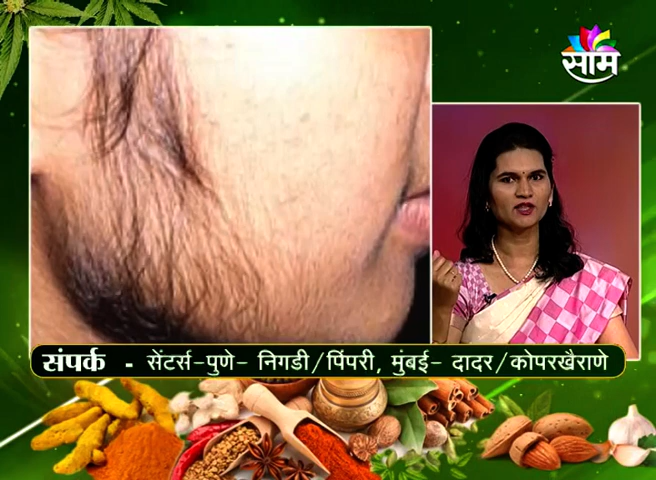 साम
संपर्क - सेंटर्स-पुणे- निगडी/पिंपरी, मुंबई- दादर/कोपरखैराणे